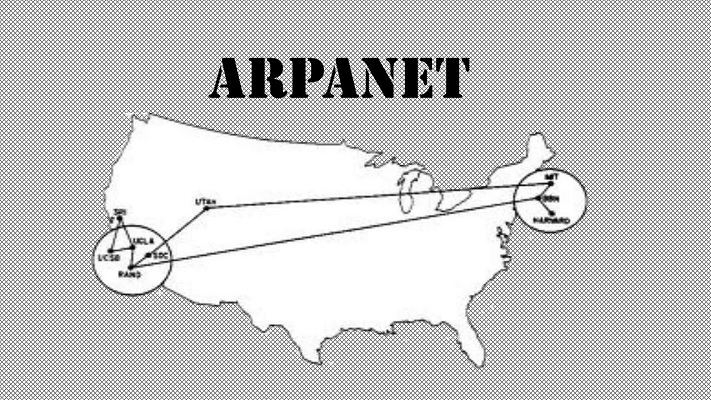 ARPANET
MIT
UTAH
BBN
HARVARD
SRI
UCLA
UCSB
SDC
RAND